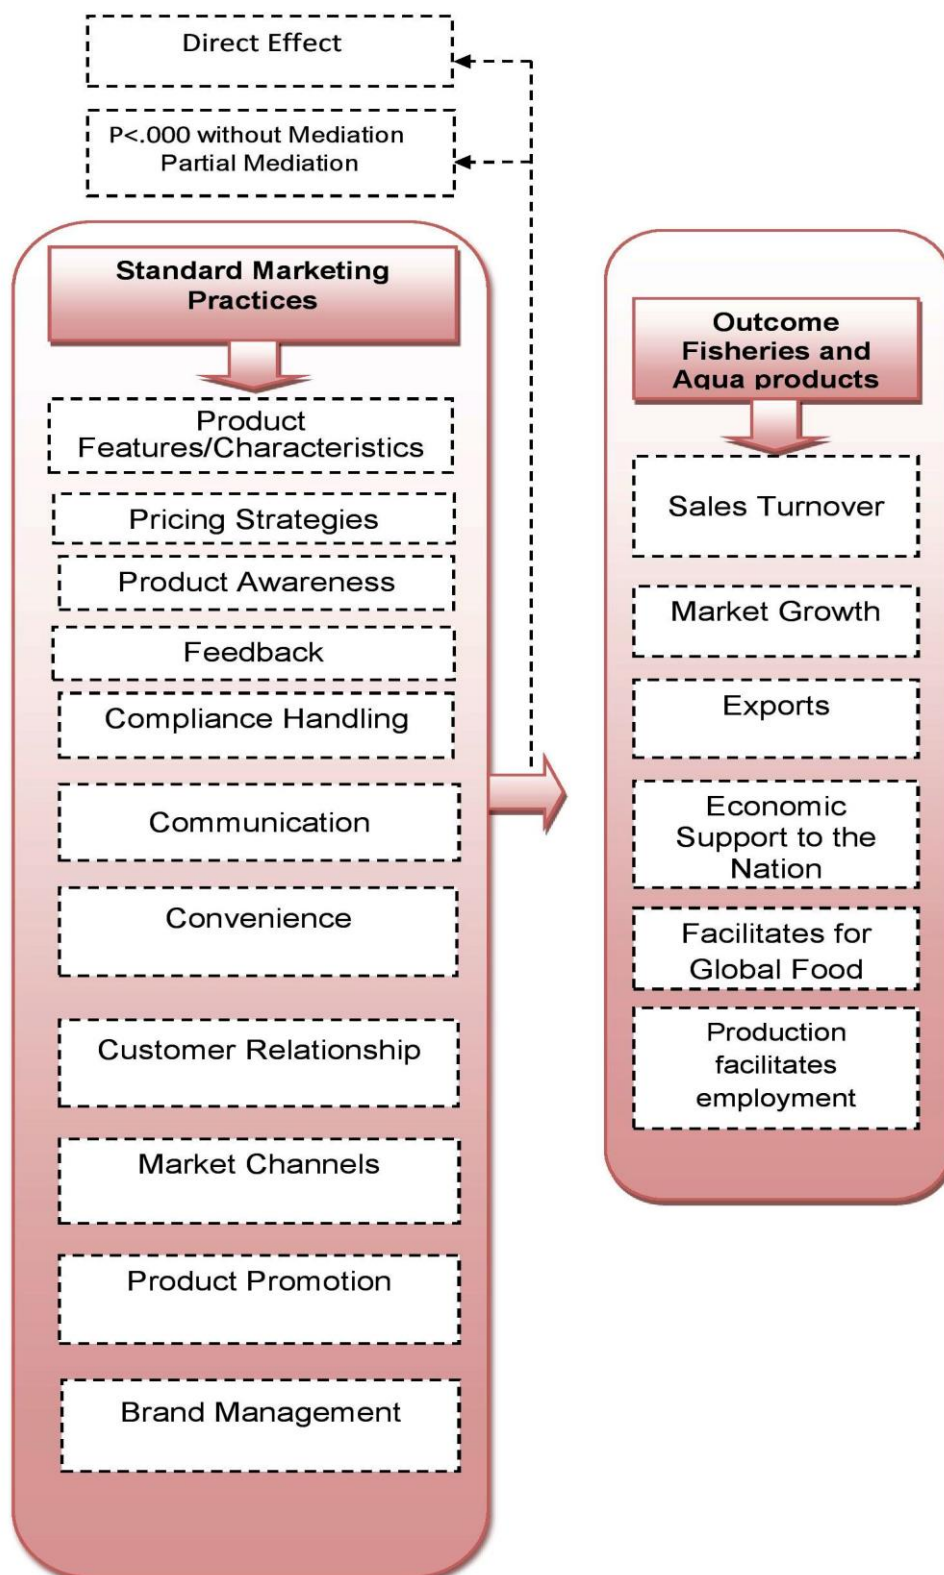 Direct Effect
P<.000 without Mediation
Partial Mediation
Standard Marketing
Practices
Product
Features/Characteristics
Pricing Strategies
Product Awareness
Feedback
Compliance Handling
Communication
Convenience
Customer Relationship
Market Channels
Product Promotion
Brand Management
Outcome
Fisheries and
Aqua products
Sales Turnover
Market Growth
Exports
Economic
Support to the
Nation
Facilitates for
Global Food
Production
facilitates
employment